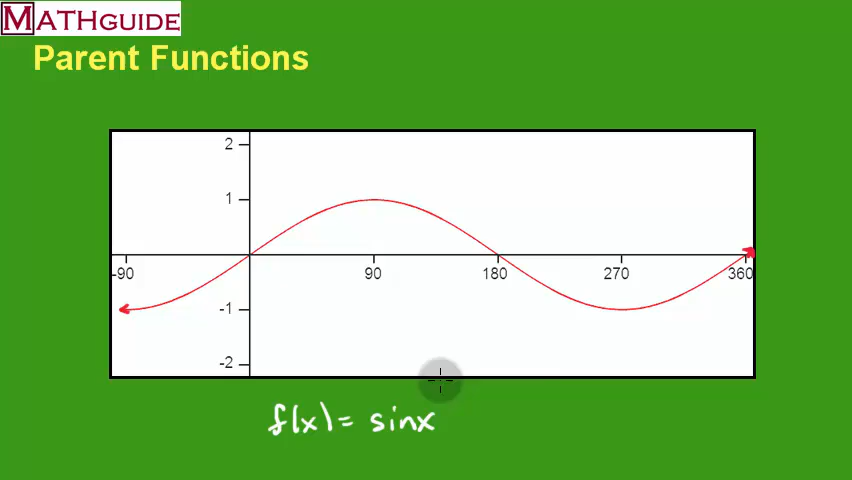 MATHGUIDE
Parent Functions
2
1
-90 90 180 270 360
-1
-2
f(x) = sinx